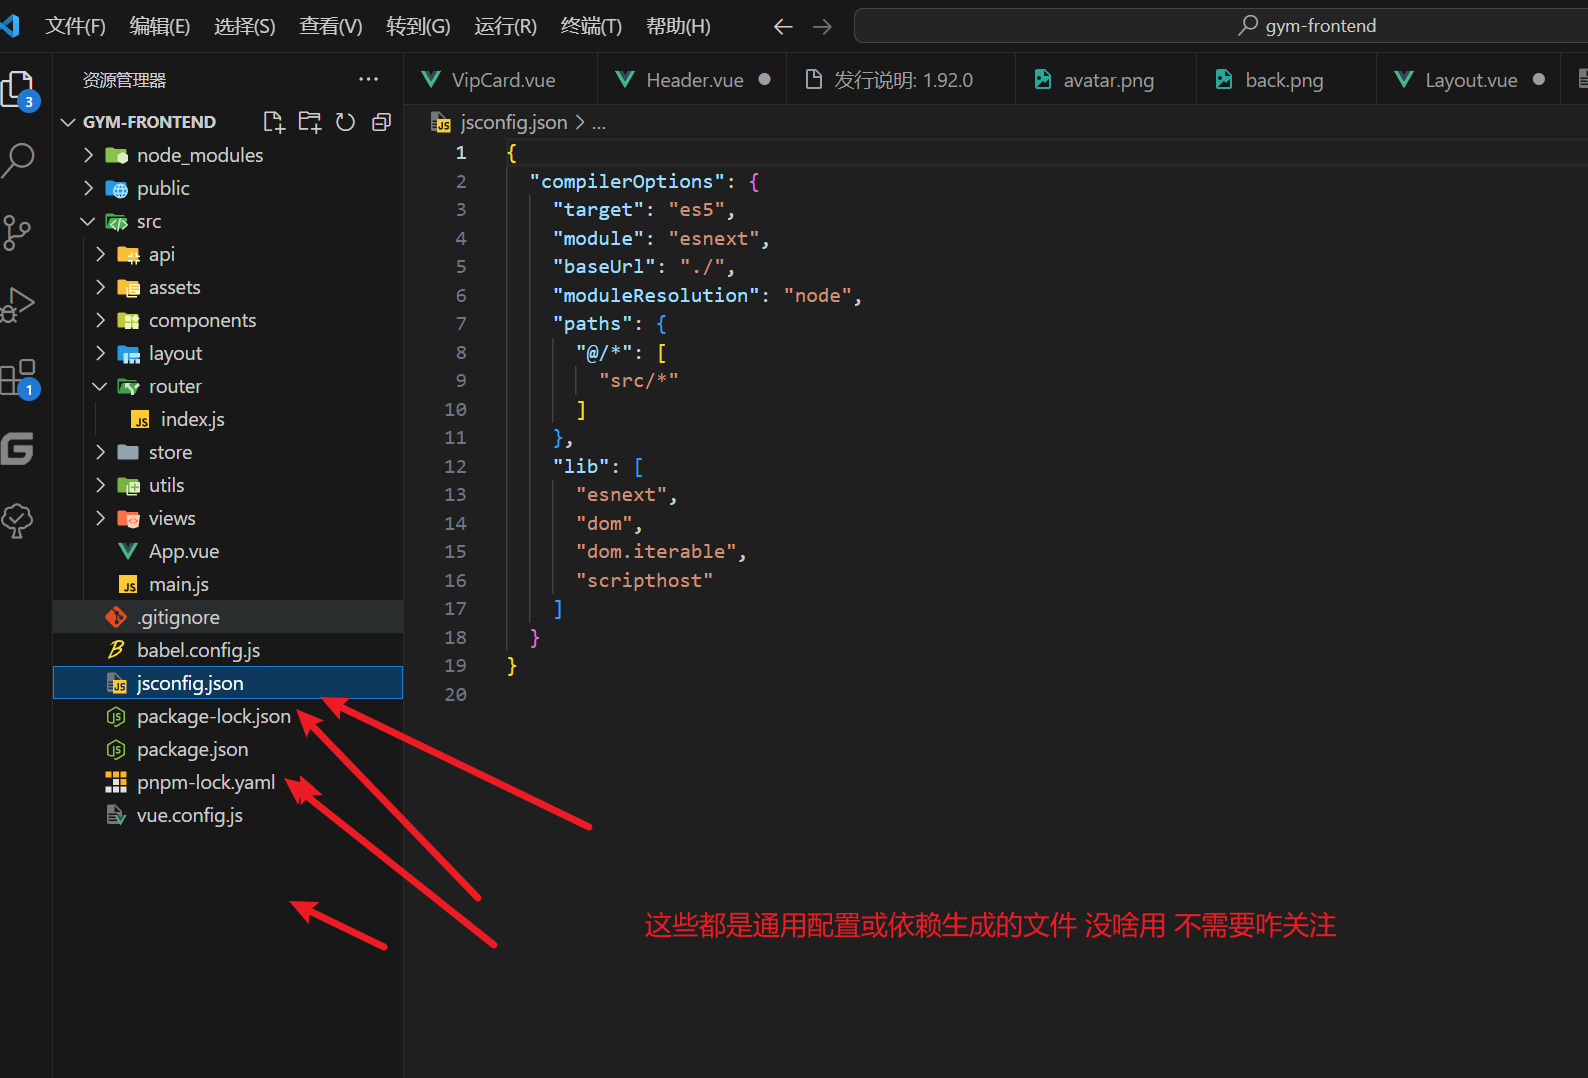 文件(F) 编辑(E) 选择(S) 查看(V) 转到(G) 运行(R) 终端(T) 帮助(H) gym-frontend
资源管理器
VipCard.vue Header.vue 发行说明: 1.92.0 avatar.png back.png Layout.vue
3
GYM-FRONTEND
node_modules
public
src
api
assets
components
layout
router
JS index.js
store
utils
views
App.vue
JS main.js
.gitignore
babel.config.js
JS jsconfig.json
package-lock.json
package.json
pnpm-lock.yaml
vue.config.js
1
JS jsconfig.json > ...
1 {
2 "compilerOptions": {
3 "target": "es5",
4 "module": "esnext",
5 "baseUrl": "./",
6 "moduleResolution": "node",
7 "paths": {
8 "@/*": [
9 "src/*"
10 ]
11 },
12 "lib": [
13 "esnext",
14 "dom",
15 "dom.iterable",
16 "scripthost"
17 ]
18 }
19 }
20
这些都是通用配置或依赖生成的文件 没啥用 不需要咋关注